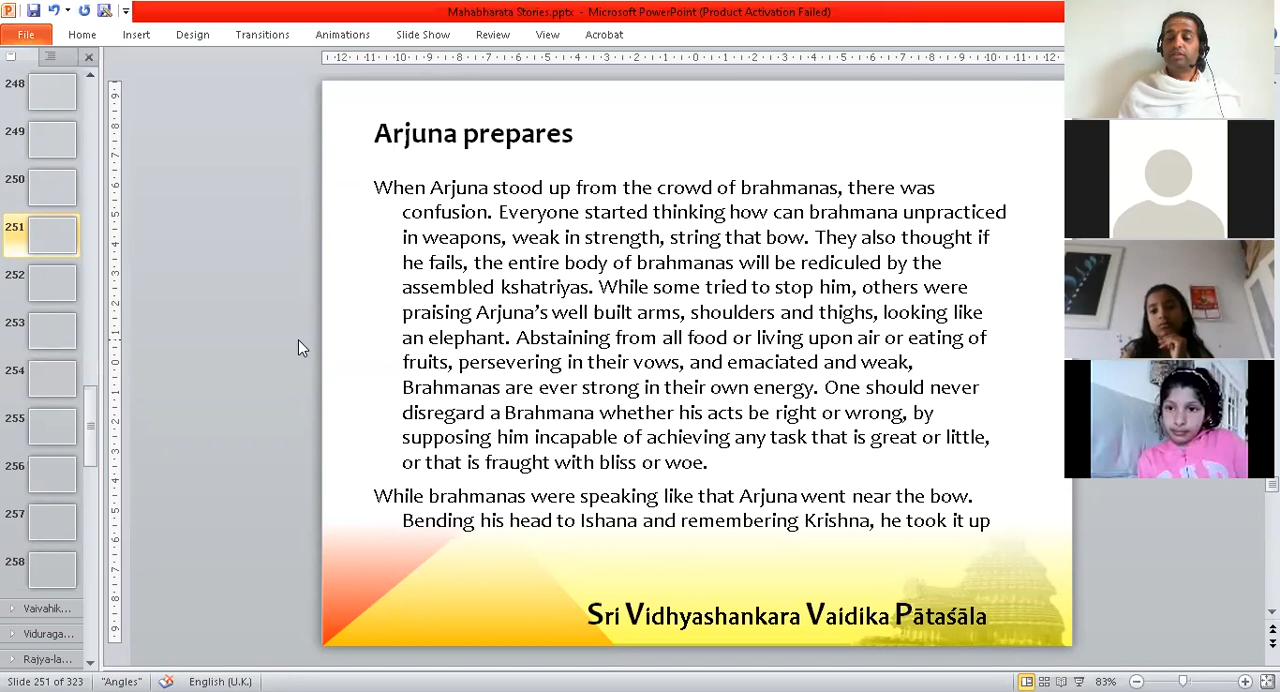 Mahabharata Stories.pptx - Microsoft PowerPoint (Product Activation Failed)
File Home Insert Design Transitions Animations Slide Show Review View Acrobat
248
249
250
251
252
253
254
255
256
257
258
Vaivahik...
Viduraga...
Rajya-la...
Arjuna prepares
When Arjuna stood up from the crowd of brahmanas, there was
confusion. Everyone started thinking how can brahmana unpracticed
in weapons, weak in strength, string that bow. They also thought if
he fails, the entire body of brahmanas will be rediculed by the
assembled kshatriyas. While some tried to stop him, others were
praising Arjuna's well built arms, shoulders and thighs, looking like
an elephant. Abstaining from all food or living upon air or eating of
fruits, persevering in their vows, and emaciated and weak,
Brahmanas are ever strong in their own energy. One should never
disregard a Brahmana whether his acts be right or wrong, by
supposing him incapable of achieving any task that is great or little,
or that is fraught with bliss or woe.
While brahmanas were speaking like that Arjuna went near the bow.
Bending his head to Ishana and remembering Krishna, he took it up
Sri Vidhyashankara Vaidika Pātaśāla
Slide 251 of 323 "Angles" English (U.K.) 83%